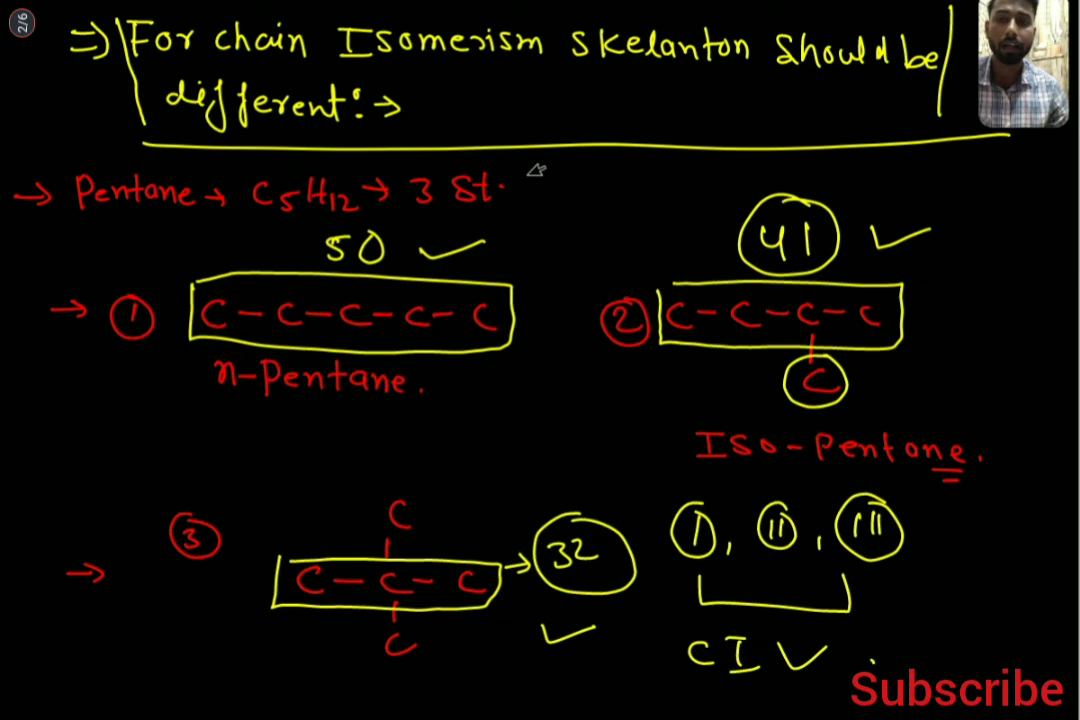 2/6
⇒ For chain Isomerism skelanton should be
different:→
→ Pentane → C5H12 → 3 St.
50 ✓
41 ✓
→ ① C-C-C-C-C
② C-C-C-C
C
n-Pentane.
Iso-Pentane.
C
③ → C-C-C → 32 ✓
C
Ⅰ, Ⅱ, Ⅲ
CI ✓
Subscribe